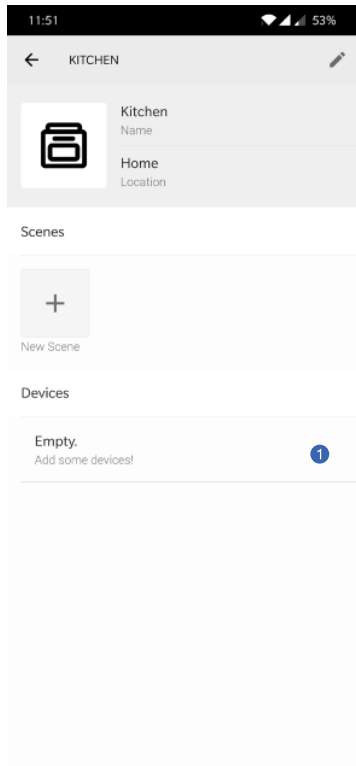 11:51 53%
KITCHEN
Kitchen
Name
Home
Location
Scenes
New Scene
Devices
Empty.
Add some devices!
1